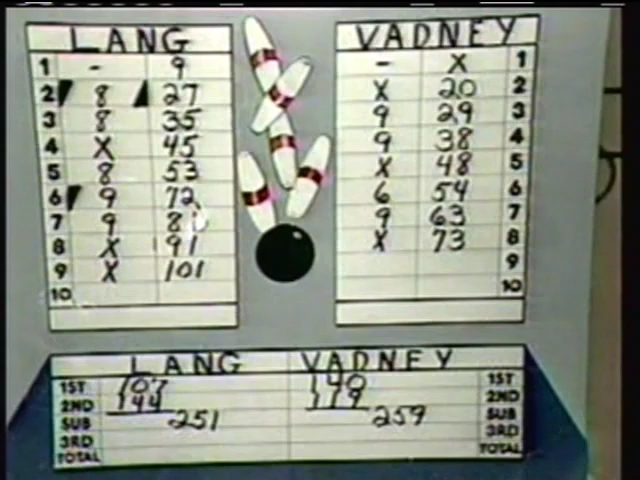 LANG
1 - 9
2 8 27
3 8 35
4 X 45
5 8 53
6 9 72
7 9 81
8 X 91
9 X 101
10
VADNEY
- X 1
X 20 2
9 29 3
9 38 4
X 48 5
6 54 6
9 63 7
X 73 8
9
10
LANG VADNEY
1ST 107 140 1ST
2ND 144 119 2ND
SUB 251 259 SUB
3RD 3RD
TOTAL TOTAL